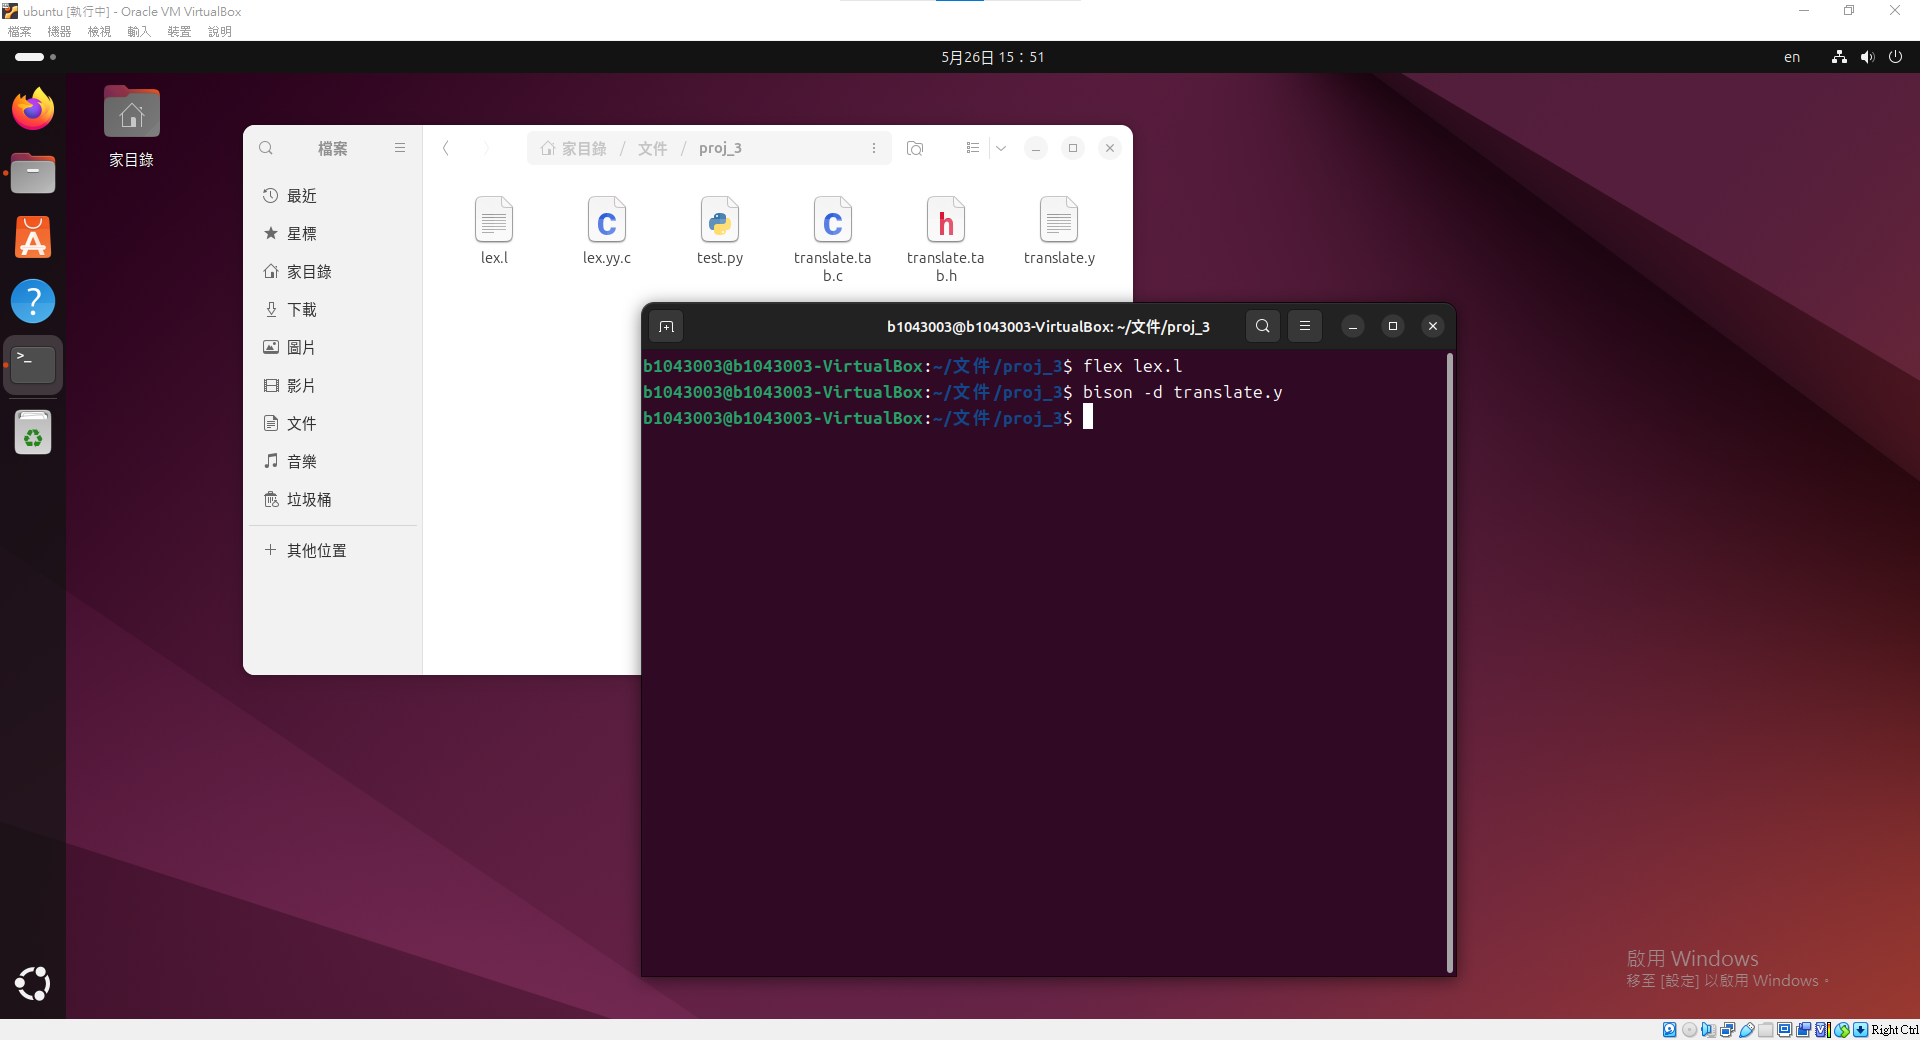 ubuntu [執行中] - Oracle VM VirtualBox
檔案 機器 檢視 輸入 裝置 說明
5月26日 15：51
en
家目錄
檔案
家目錄 / 文件 / proj_3
最近
星標
家目錄
下載
圖片
影片
文件
音樂
垃圾桶
其他位置
lex.l
lex.yy.c
test.py
translate.ta
b.c
translate.ta
b.h
translate.y
b1043003@b1043003-VirtualBox: ~/文件/proj_3
b1043003@b1043003-VirtualBox:~/文件/proj_3$ flex lex.l
b1043003@b1043003-VirtualBox:~/文件/proj_3$ bison -d translate.y
b1043003@b1043003-VirtualBox:~/文件/proj_3$
啟用 Windows
移至 [設定] 以啟用 Windows。
Right Ctrl